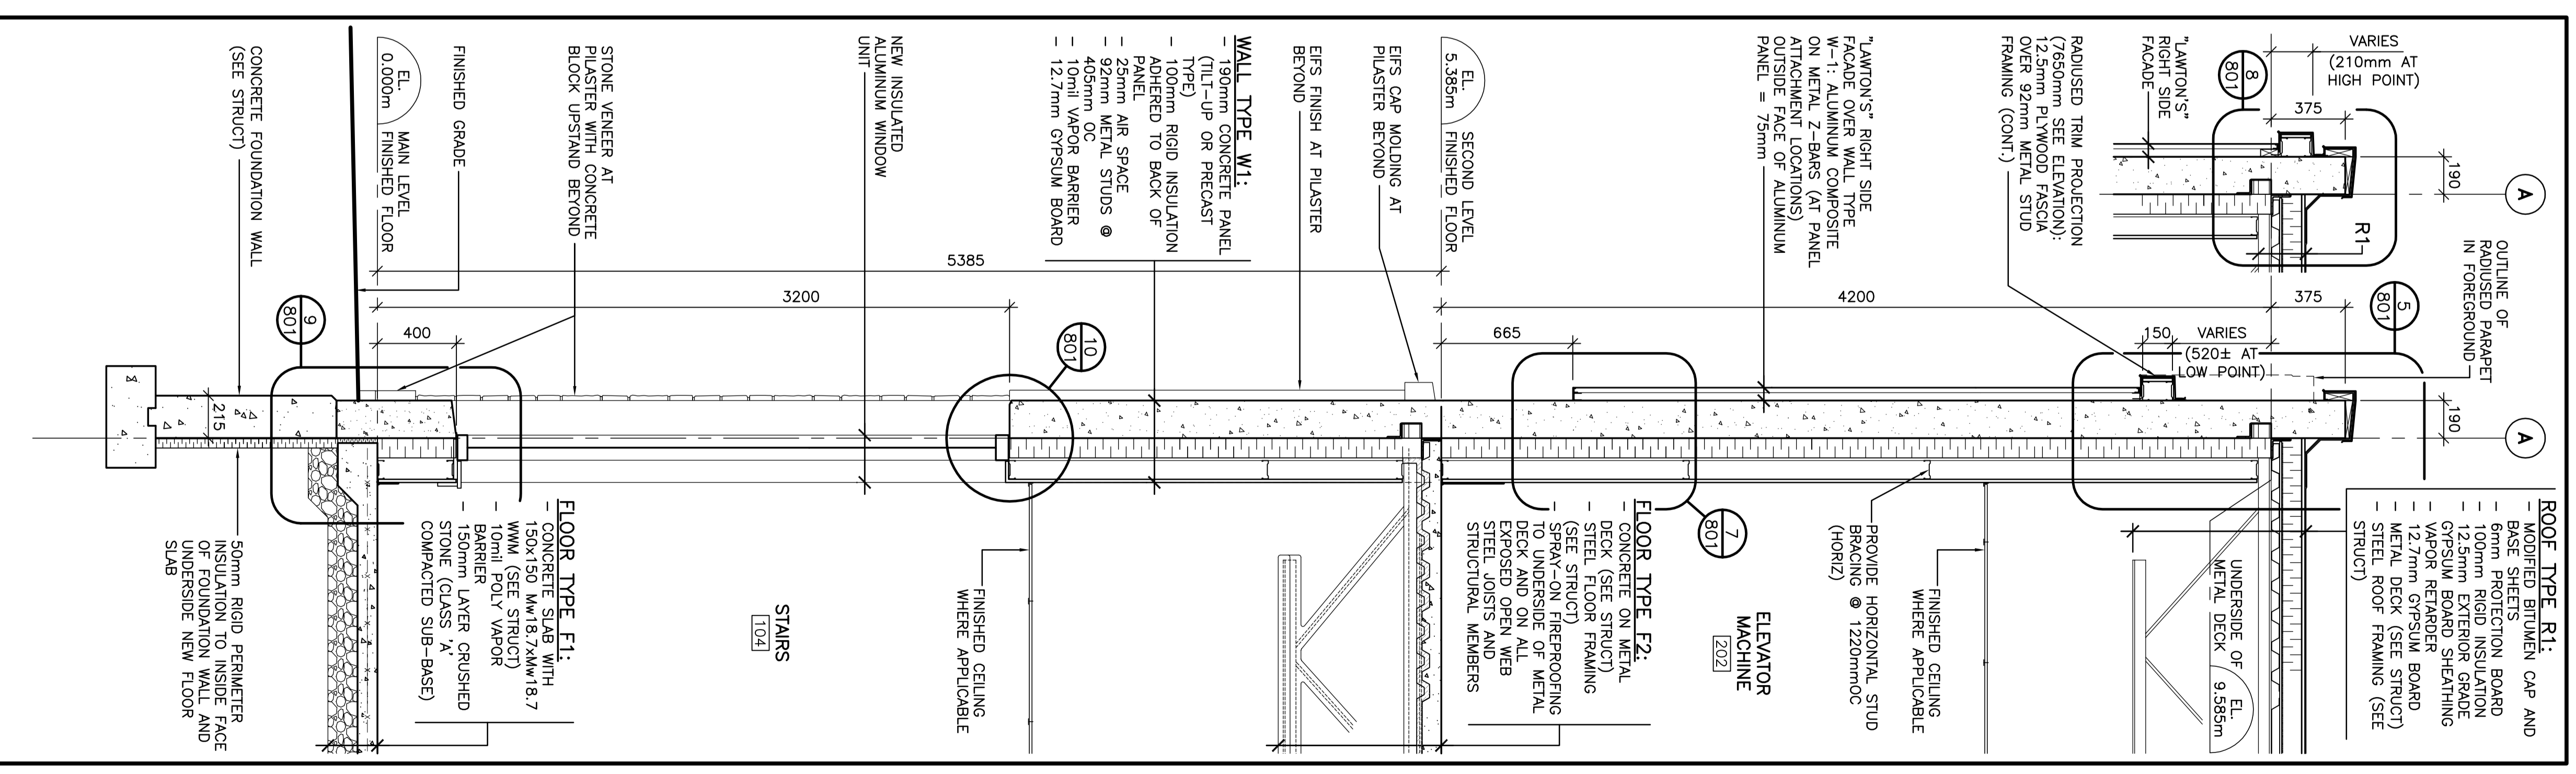 VARIES
(210mm AT
HIGH POINT)
375
190
A
8
801
"LAWTON'S"
RIGHT SIDE
FACADE
R1
OUTLINE OF
RADIUSED PARAPET
IN FOREGROUND
RADIUSED TRIM PROJECTION
(7650mm SEE ELEVATION):
12.5mm PLYWOOD FASCIA
OVER 92mm METAL STUD
FRAMING (CONT.)
5
801
375
4200
150
VARIES
(520± AT
LOW POINT)
190
A
ROOF TYPE R1:
- MODIFIED BITUMEN CAP AND
BASE SHEETS
- 6mm PROTECTION BOARD
- 100mm RIGID INSULATION
- 12.5mm EXTERIOR GRADE
GYPSUM BOARD SHEATHING
- VAPOR RETARDER
- 12.7mm GYPSUM BOARD
- METAL DECK (SEE STRUCT)
- STEEL ROOF FRAMING (SEE
STRUCT)
UNDERSIDE OF
METAL DECK
EL.
9.585m
"LAWTON'S" RIGHT SIDE
FACADE OVER WALL TYPE
W-1: ALUMINUM COMPOSITE
ON METAL Z-BARS (AT PANEL
ATTACHMENT LOCATIONS)
OUTSIDE FACE OF ALUMINUM
PANEL = 75mm
PROVIDE HORIZONTAL STUD
BRACING @ 1220mmOC
(HORIZ)
FINISHED CEILING
WHERE APPLICABLE
ELEVATOR
MACHINE
202
665
7
801
EL.
5.385m
SECOND LEVEL
FINISHED FLOOR
FLOOR TYPE F2:
- CONCRETE ON METAL
DECK (SEE STRUCT)
- STEEL FLOOR FRAMING
(SEE STRUCT)
- SPRAY-ON FIREPROOFING
TO UNDERSIDE OF METAL
DECK AND ON ALL
EXPOSED OPEN WEB
STEEL JOISTS AND
STRUCTURAL MEMBERS
EIFS CAP MOLDING AT
PILASTER BEYOND
EIFS FINISH AT PILASTER
BEYOND
WALL TYPE W1:
- 190mm CONCRETE PANEL
(TILT-UP OR PRECAST
TYPE)
- 100mm RIGID INSULATION
ADHERED TO BACK OF
PANEL
- 25mm AIR SPACE
- 92mm METAL STUDS @
405mm OC
- 10mil VAPOR BARRIER
- 12.7mm GYPSUM BOARD
5385
3200
10
801
FINISHED CEILING
WHERE APPLICABLE
STAIRS
104
NEW INSULATED
ALUMINUM WINDOW
UNIT
STONE VENEER AT
PILASTER WITH CONCRETE
BLOCK UPSTAND BEYOND
FLOOR TYPE F1:
- CONCRETE SLAB WITH
150x150 Mw18.7xMw18.7
WWM (SEE STRUCT)
- 10mil POLY VAPOR
BARRIER
- 150mm LAYER CRUSHED
STONE (CLASS 'A'
COMPACTED SUB-BASE)
FINISHED GRADE
400
EL.
0.000m
MAIN LEVEL
FINISHED FLOOR
9
801
CONCRETE FOUNDATION WALL
(SEE STRUCT)
215
50mm RIGID PERIMETER
INSULATION TO INSIDE FACE
OF FOUNDATION WALL AND
UNDERSIDE NEW FLOOR
SLAB